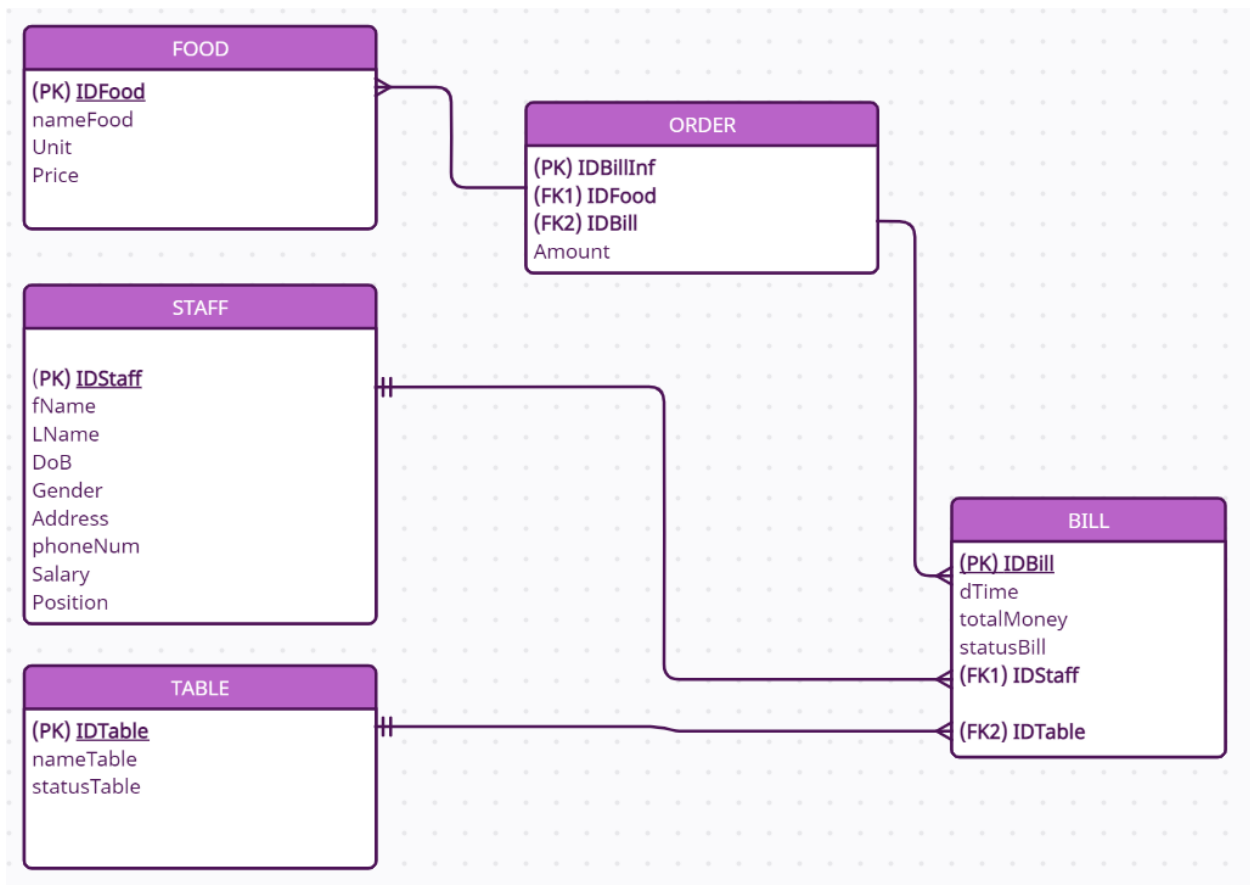 FOOD
(PK) IDFood
nameFood
Unit
Price
ORDER
(PK) IDBillInf
(FK1) IDFood
(FK2) IDBill
Amount
STAFF
(PK) IDStaff
fName
LName
DoB
Gender
Address
phoneNum
Salary
Position
BILL
(PK) IDBill
dTime
totalMoney
statusBill
(FK1) IDStaff
(FK2) IDTable
TABLE
(PK) IDTable
nameTable
statusTable